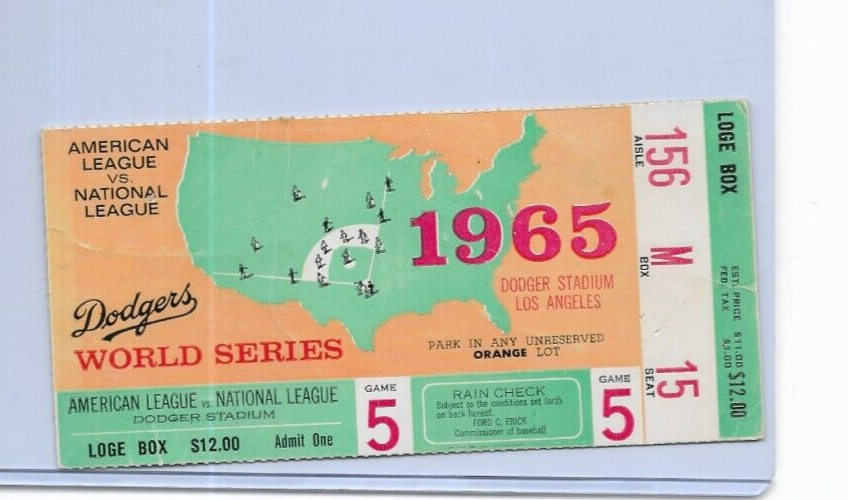 AMERICAN
LEAGUE
VS.
NATIONAL
LEAGUE
1965
DODGER STADIUM
LOS ANGELES
Dodgers
WORLD SERIES
PARK IN ANY UNRESERVED
ORANGE LOT
AMERICAN LEAGUE vs. NATIONAL LEAGUE
DODGER STADIUM
LOGE BOX $12.00 Admit One
GAME
5
RAIN CHECK
Subject to the conditions set forth
on back hereof.
FORD C. FRICK
Commissioner of baseball
GAME
5
156
AISLE
M
BOX
15
SEAT
LOGE BOX
EST. PRICE $11.00
FED. TAX
$12.00